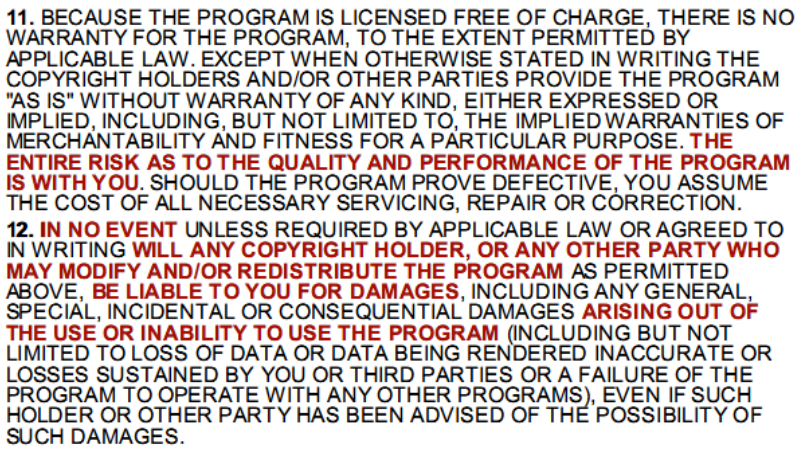 11. BECAUSE THE PROGRAM IS LICENSED FREE OF CHARGE, THERE IS NO
WARRANTY FOR THE PROGRAM, TO THE EXTENT PERMITTED BY
APPLICABLE LAW. EXCEPT WHEN OTHERWISE STATED IN WRITING THE
COPYRIGHT HOLDERS AND/OR OTHER PARTIES PROVIDE THE PROGRAM
"AS IS" WITHOUT WARRANTY OF ANY KIND, EITHER EXPRESSED OR
IMPLIED, INCLUDING, BUT NOT LIMITED TO, THE IMPLIED WARRANTIES OF
MERCHANTABILITY AND FITNESS FOR A PARTICULAR PURPOSE. THE
ENTIRE RISK AS TO THE QUALITY AND PERFORMANCE OF THE PROGRAM
IS WITH YOU. SHOULD THE PROGRAM PROVE DEFECTIVE, YOU ASSUME
THE COST OF ALL NECESSARY SERVICING, REPAIR OR CORRECTION.
12. IN NO EVENT UNLESS REQUIRED BY APPLICABLE LAW OR AGREED TO
IN WRITING WILL ANY COPYRIGHT HOLDER, OR ANY OTHER PARTY WHO
MAY MODIFY AND/OR REDISTRIBUTE THE PROGRAM AS PERMITTED
ABOVE, BE LIABLE TO YOU FOR DAMAGES, INCLUDING ANY GENERAL,
SPECIAL, INCIDENTAL OR CONSEQUENTIAL DAMAGES ARISING OUT OF
THE USE OR INABILITY TO USE THE PROGRAM (INCLUDING BUT NOT
LIMITED TO LOSS OF DATA OR DATA BEING RENDERED INACCURATE OR
LOSSES SUSTAINED BY YOU OR THIRD PARTIES OR A FAILURE OF THE
PROGRAM TO OPERATE WITH ANY OTHER PROGRAMS), EVEN IF SUCH
HOLDER OR OTHER PARTY HAS BEEN ADVISED OF THE POSSIBILITY OF
SUCH DAMAGES.